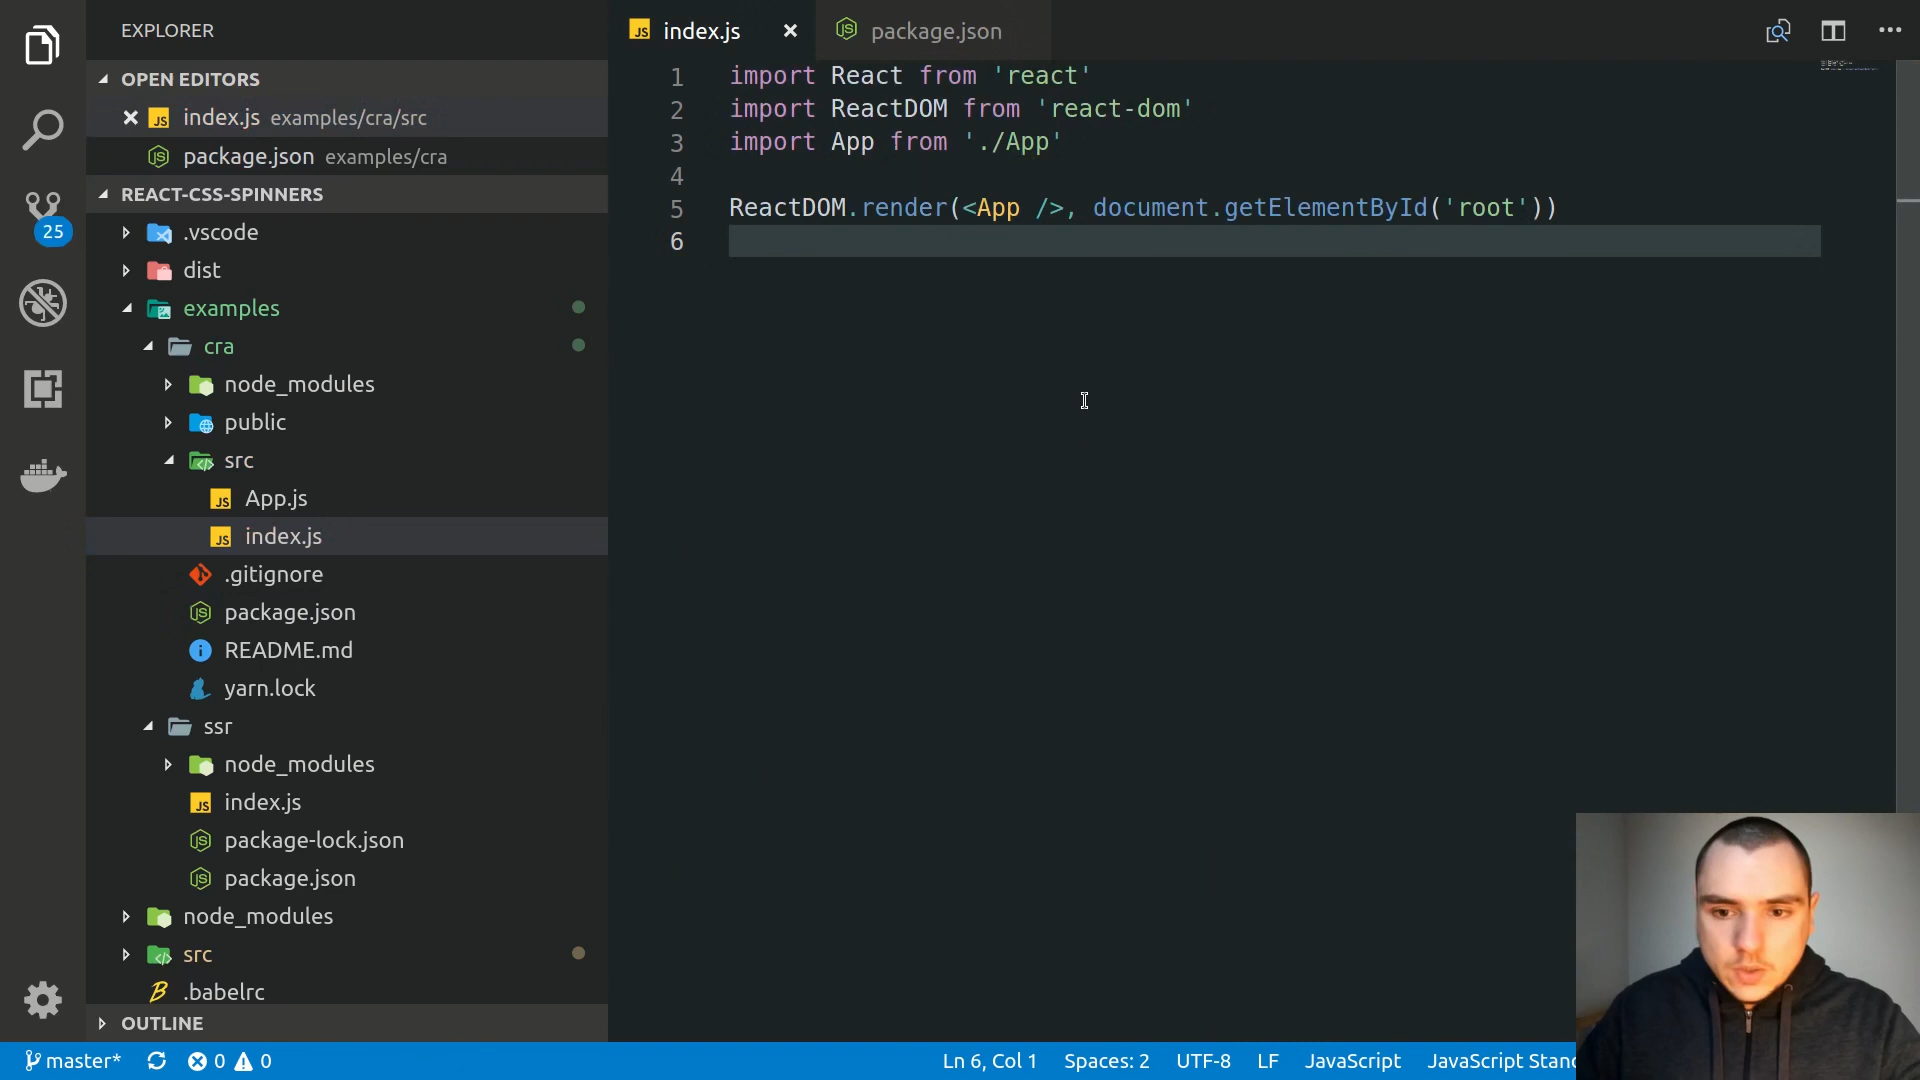 EXPLORER
OPEN EDITORS
index.js examples/cra/src
package.json examples/cra
REACT-CSS-SPINNERS
.vscode
dist
examples
cra
node_modules
public
src
App.js
index.js
.gitignore
package.json
README.md
yarn.lock
ssr
node_modules
index.js
package-lock.json
package.json
node_modules
src
.babelrc
OUTLINE
25
index.js
package.json
1 import React from 'react'
2 import ReactDOM from 'react-dom'
3 import App from './App'
4
5 ReactDOM.render(<App />, document.getElementById('root'))
6
master* 0 0 Ln 6, Col 1 Spaces: 2 UTF-8 LF JavaScript JavaScript Stan